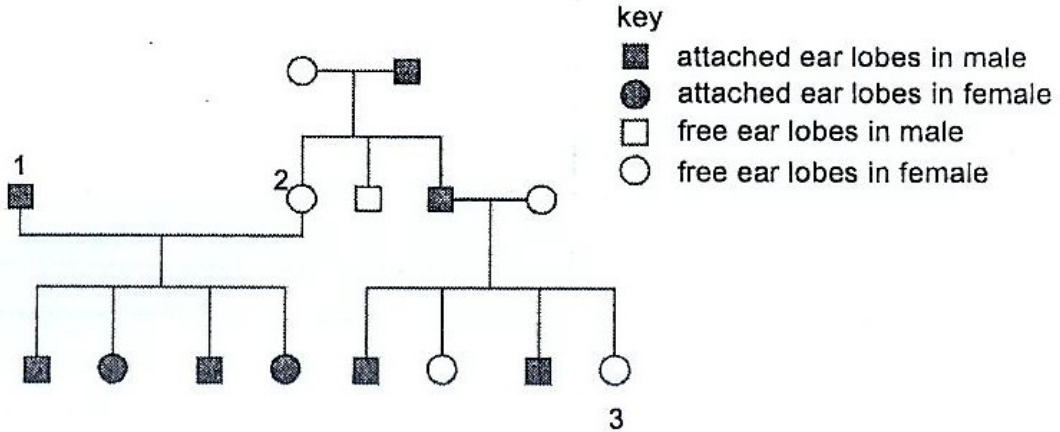 key
attached ear lobes in male
attached ear lobes in female
free ear lobes in male
free ear lobes in female
1
2
3